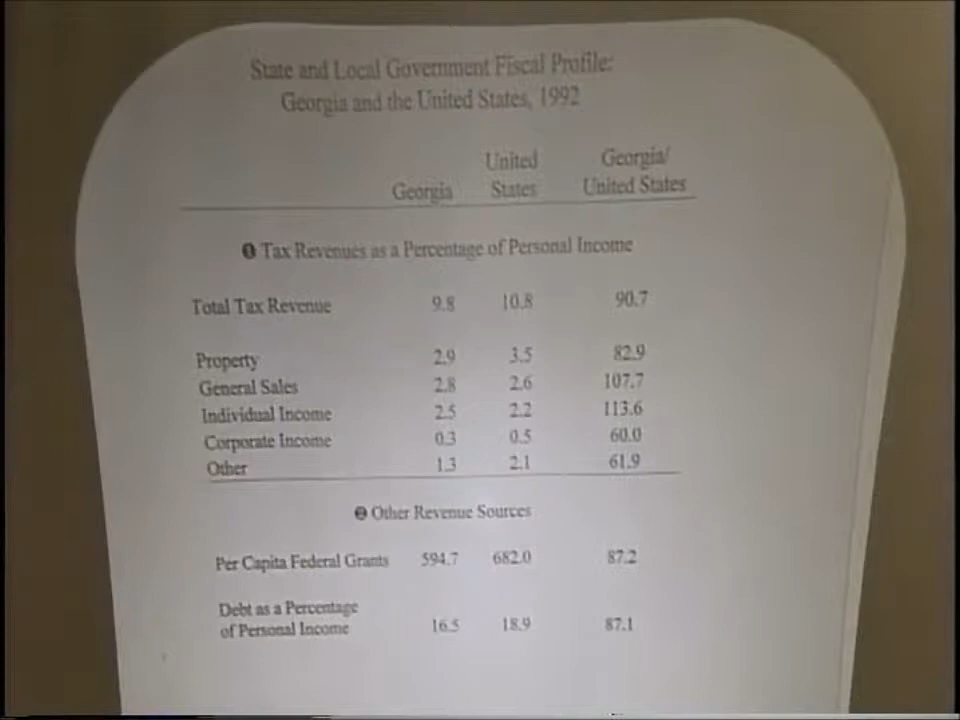 State and Local Government Fiscal Profile:
Georgia and the United States, 1992
Georgia United States Georgia/ United States
❶ Tax Revenues as a Percentage of Personal Income
Total Tax Revenue 9.8 10.8 90.7
Property 2.9 3.5 82.9
General Sales 2.8 2.6 107.7
Individual Income 2.5 2.2 113.6
Corporate Income 0.3 0.5 60.0
Other 1.3 2.1 61.9
❷ Other Revenue Sources
Per Capita Federal Grants 594.7 682.0 87.2
Debt as a Percentage
of Personal Income 16.5 18.9 87.1